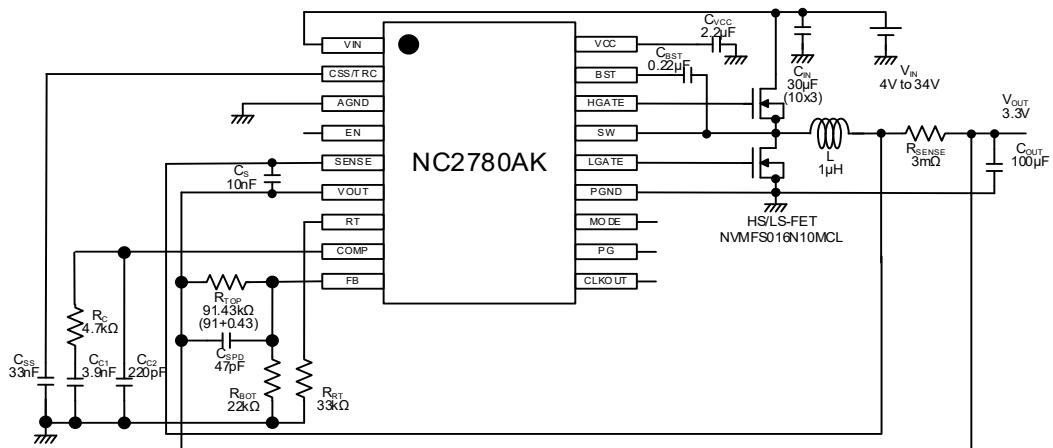 NC2780AK
VIN
CSS/TRC
AGND
EN
SENSE
VOUT
RT
COMP
FB
VCC
BST
HGATE
SW
LGATE
PGND
MODE
PG
CLKOUT
CVCC
2.2µF
CBST
0.22µF
CIN
30µF
(10x3)
VIN
4V to 34V
VOUT
3.3V
L
1µH
RSENSE
3mΩ
COUT
100µF
HS/LS-FET
NVMFS016N10MCL
CS
10nF
RTOP
91.43kΩ
(91+0.43)
CSPD
47pF
RC
4.7kΩ
CSS
33nF
CC1
3.9nF
CC2
220pF
RBOT
22kΩ
RRT
33kΩ